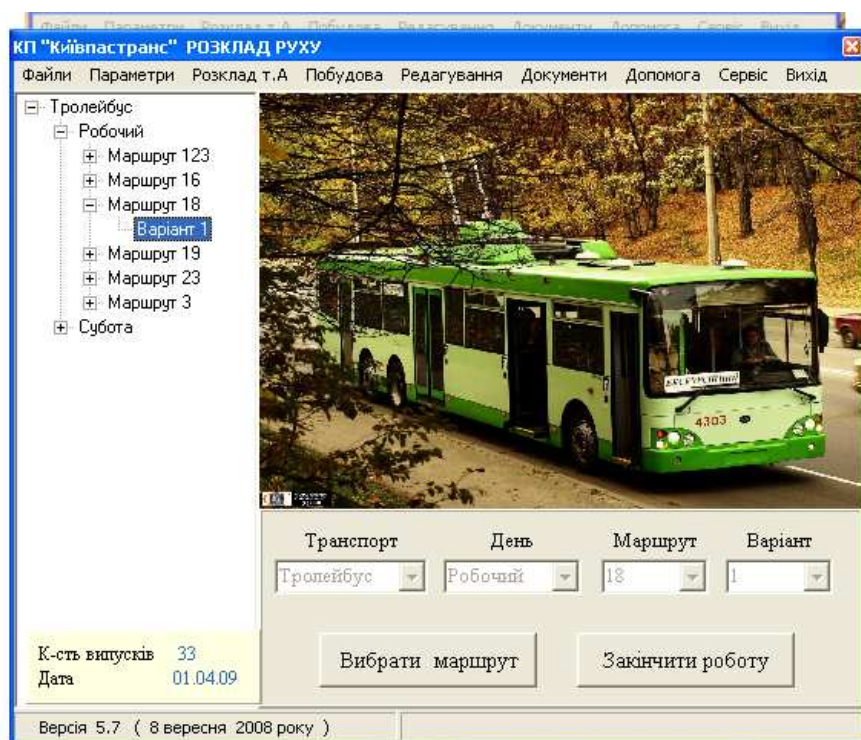 Файли Параметри Розклад т.А Побудова Редагування Документи Допомога Сервіс Вихід
КП "Київпастранс" РОЗКЛАД РУХУ
Файли Параметри Розклад т.А Побудова Редагування Документи Допомога Сервіс Вихід
Тролейбус
Робочий
Маршрут 123
Маршрут 16
Маршрут 18
Варіант 1
Маршрут 19
Маршрут 23
Маршрут 3
Субота
4303
Транспорт День Маршрут Варіант
Тролейбус Робочий 18 1
К-сть випусків 33
Дата 01.04.09
Вибрати маршрут
Закінчити роботу
Версія 5.7 ( 8 вересня 2008 року )